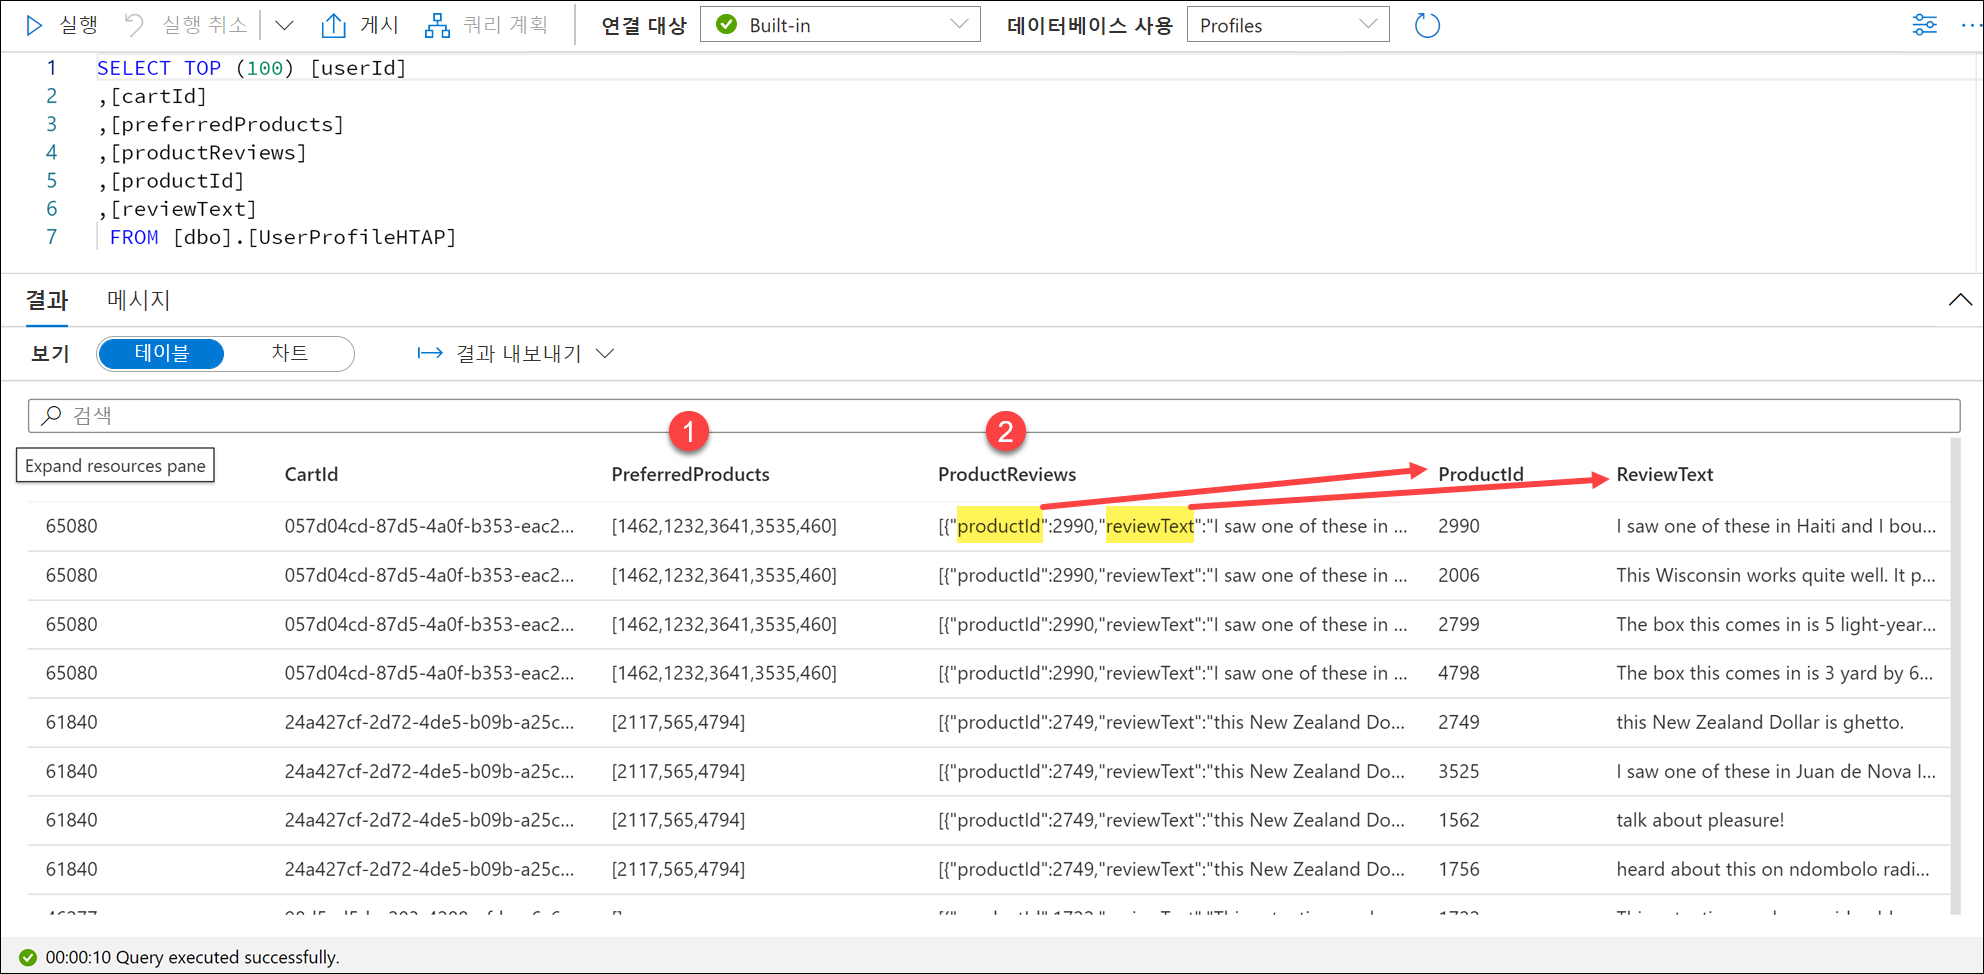 실행 실행 취소 게시 쿼리 계획 연결 대상 Built-in 데이터베이스 사용 Profiles
1 SELECT TOP (100) [userId]
2 ,[cartId]
3 ,[preferredProducts]
4 ,[productReviews]
5 ,[productId]
6 ,[reviewText]
7 FROM [dbo].[UserProfileHTAP]
결과 메시지
보기 테이블 차트 결과 내보내기
검색
1 2
Expand resources pane CartId PreferredProducts ProductReviews ProductId ReviewText
65080 057d04cd-87d5-4a0f-b353-eac2... [1462,1232,3641,3535,460] [{"productId":2990,"reviewText":"I saw one of these in ... 2990 I saw one of these in Haiti and I bou...
65080 057d04cd-87d5-4a0f-b353-eac2... [1462,1232,3641,3535,460] [{"productId":2990,"reviewText":"I saw one of these in ... 2006 This Wisconsin works quite well. It p...
65080 057d04cd-87d5-4a0f-b353-eac2... [1462,1232,3641,3535,460] [{"productId":2990,"reviewText":"I saw one of these in ... 2799 The box this comes in is 5 light-year...
65080 057d04cd-87d5-4a0f-b353-eac2... [1462,1232,3641,3535,460] [{"productId":2990,"reviewText":"I saw one of these in ... 4798 The box this comes in is 3 yard by 6...
61840 24a427cf-2d72-4de5-b09b-a25c... [2117,565,4794] [{"productId":2749,"reviewText":"this New Zealand Do... 2749 this New Zealand Dollar is ghetto.
61840 24a427cf-2d72-4de5-b09b-a25c... [2117,565,4794] [{"productId":2749,"reviewText":"this New Zealand Do... 3525 I saw one of these in Juan de Nova I...
61840 24a427cf-2d72-4de5-b09b-a25c... [2117,565,4794] [{"productId":2749,"reviewText":"this New Zealand Do... 1562 talk about pleasure!
61840 24a427cf-2d72-4de5-b09b-a25c... [2117,565,4794] [{"productId":2749,"reviewText":"this New Zealand Do... 1756 heard about this on ndombolo radi...
00:00:10 Query executed successfully.